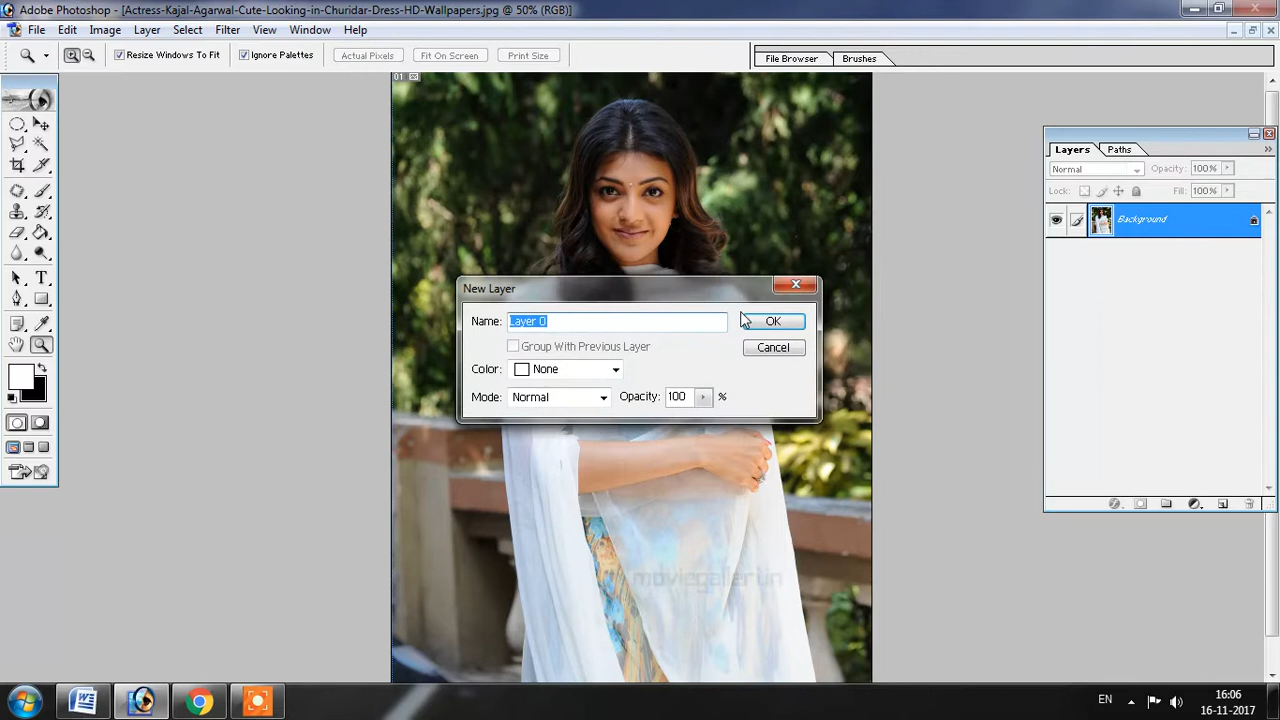 Adobe Photoshop - [Actress-Kajal-Agarwal-Cute-Looking-in-Churidar-Dress-HD-Wallpapers.jpg @ 50% (RGB)]
File Edit Image Layer Select Filter View Window Help
Resize Windows To Fit Ignore Palettes Actual Pixels Fit On Screen Print Size File Browser Brushes
01
Layers Paths
Normal Opacity: 100%
Lock: Fill: 100%
Background
New Layer
Name: Layer 0 OK
Group With Previous Layer Cancel
Color: None
Mode: Normal Opacity: 100 %
moviegalleri.in
EN 16:06
16-11-2017